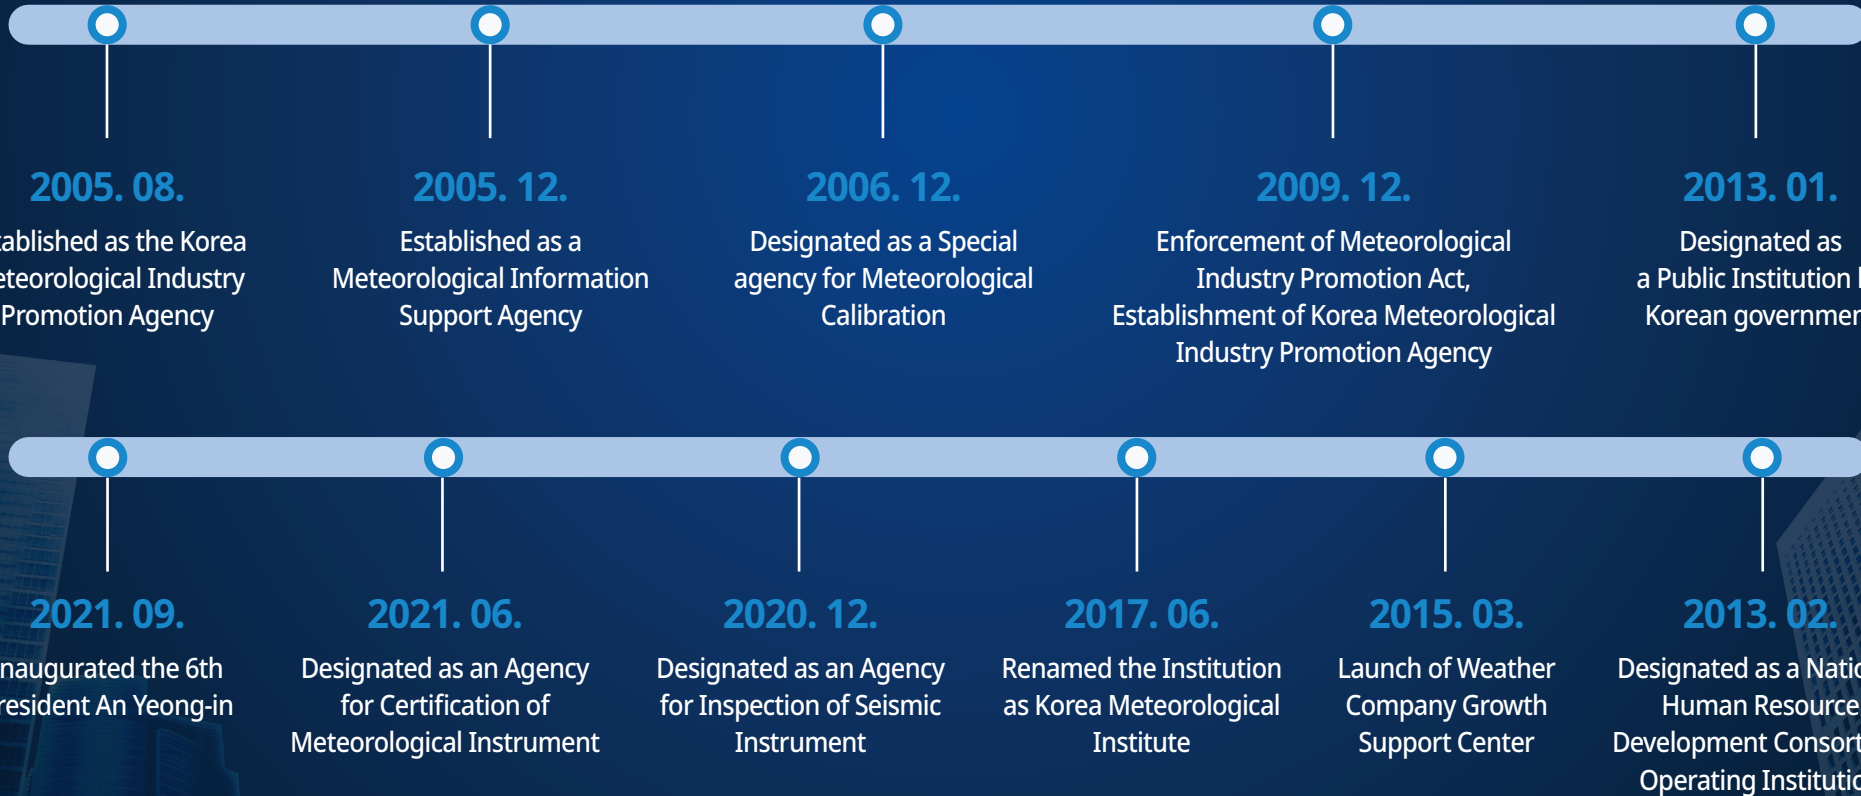 2005. 08.
tablished as the Korea
eteorological Industry
Promotion Agency
2005. 12.
Established as a
Meteorological Information
Support Agency
2006. 12.
Designated as a Special
agency for Meteorological
Calibration
2009. 12.
Enforcement of Meteorological
Industry Promotion Act,
Establishment of Korea Meteorological
Industry Promotion Agency
2013. 01.
Designated as
a Public Institution
Korean governmen
2021. 09.
naugurated the 6th
resident An Yeong-in
2021. 06.
Designated as an Agency
for Certification of
Meteorological Instrument
2020. 12.
Designated as an Agency
for Inspection of Seismic
Instrument
2017. 06.
Renamed the Institution
as Korea Meteorological
Institute
2015. 03.
Launch of Weather
Company Growth
Support Center
2013. 02.
Designated as a Natio
Human Resource
Development Consort
Operating Institutio